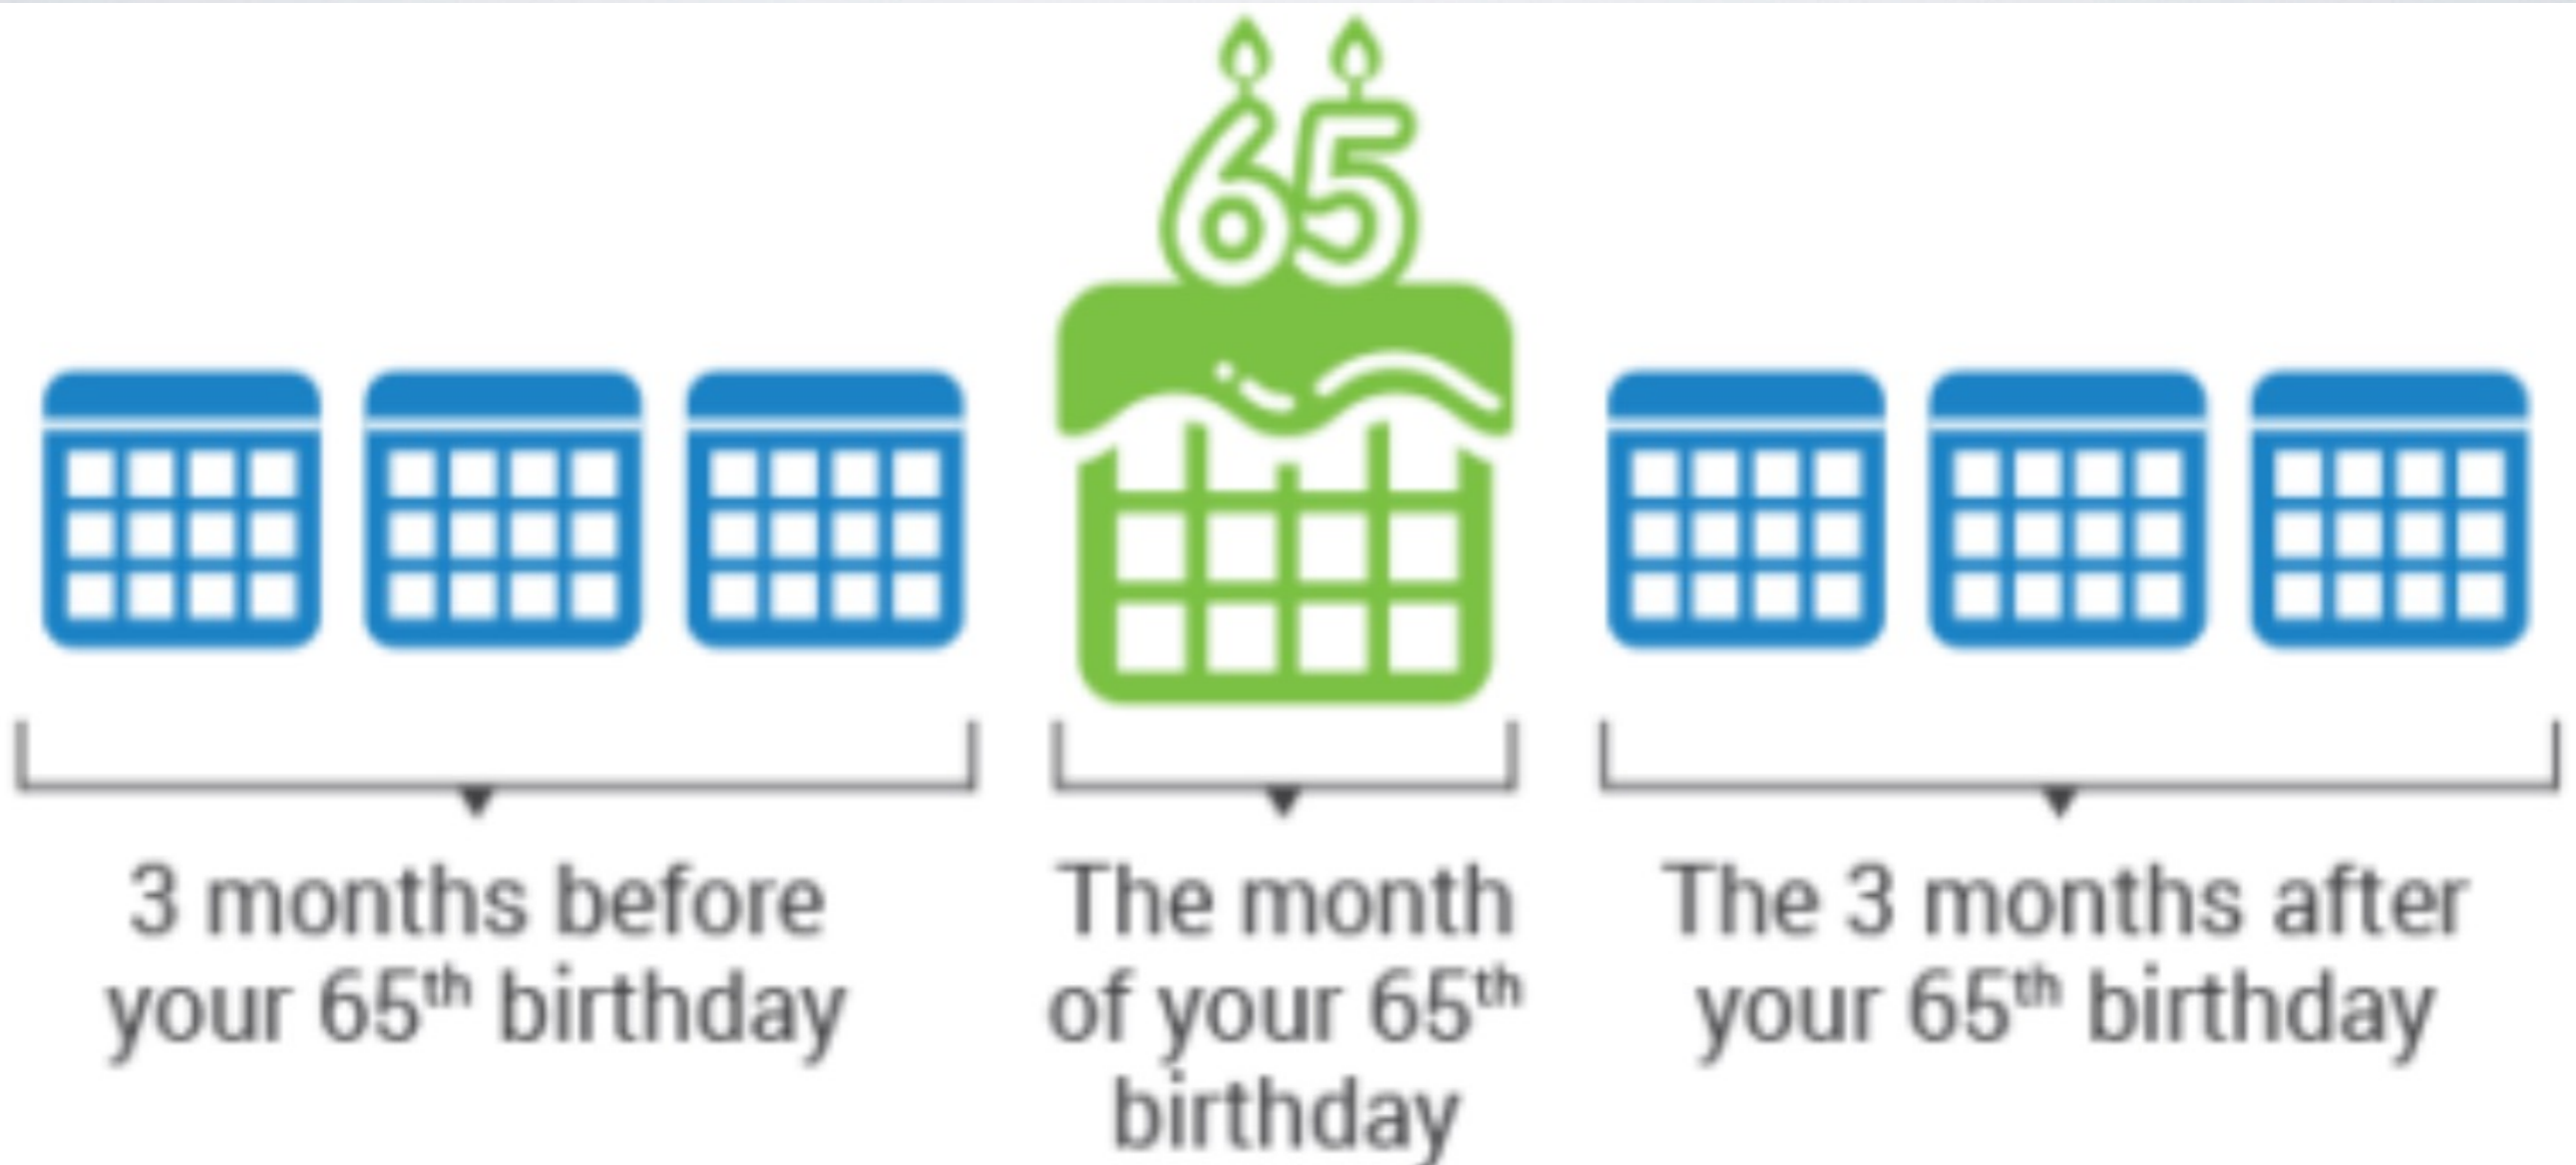 65
3 months before
your 65th birthday
The month
of your 65th
birthday
The 3 months after
your 65th birthday